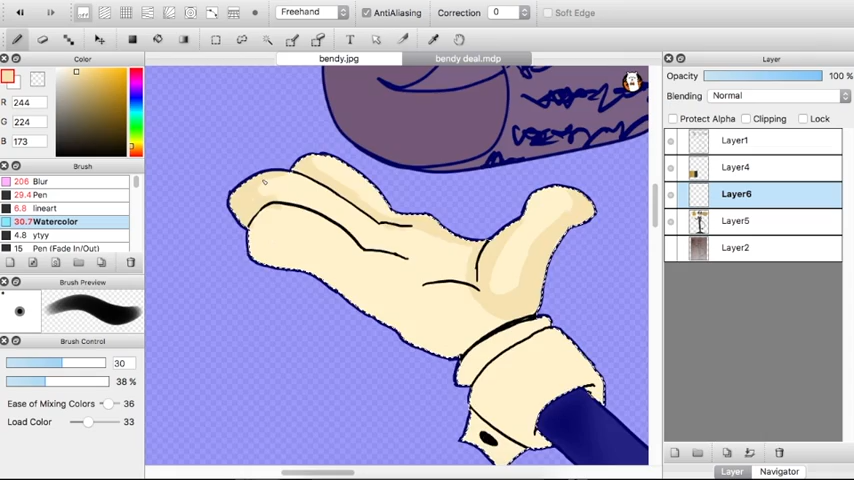 Freehand AntiAliasing Correction 0 Soft Edge
bendy.jpg bendy deal.mdp
Color
R 244
G 224
B 173
Brush
206 Blur
29.4 Pen
6.8 lineart
30.7 Watercolor
4.8 ytyy
15 Pen (Fade In/Out)
Brush Preview
Brush Control
30
38 %
Ease of Mixing Colors 36
Load Color 33
Layer
Opacity 100 %
Blending Normal
Protect Alpha Clipping Lock
Layer1
Layer4
Layer6
Layer5
Layer2
Layer Navigator